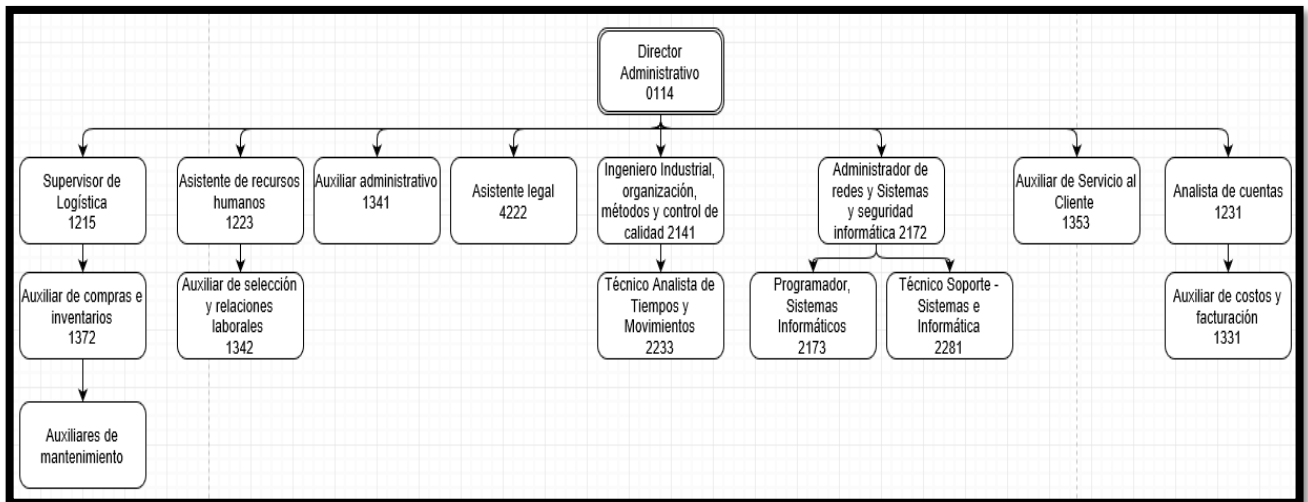 Director
Administrativo
0114
Supervisor de
Logística
1215
Asistente de recursos
humanos
1223
Auxiliar administrativo
1341
Asistente legal
4222
Ingeniero Industrial,
organización,
métodos y control de
calidad 2141
Administrador de
redes y Sistemas
y seguridad
informática 2172
Auxiliar de Servicio al
Cliente
1353
Analista de cuentas
1231
Auxiliar de compras e
inventarios
1372
Auxiliar de selección
y relaciones
laborales
1342
Técnico Analista de
Tiempos y
Movimientos
2233
Programador,
Sistemas
Informáticos
2173
Técnico Soporte -
Sistemas e
Informática
2281
Auxiliar de costos y
facturación
1331
Auxiliares de
mantenimiento